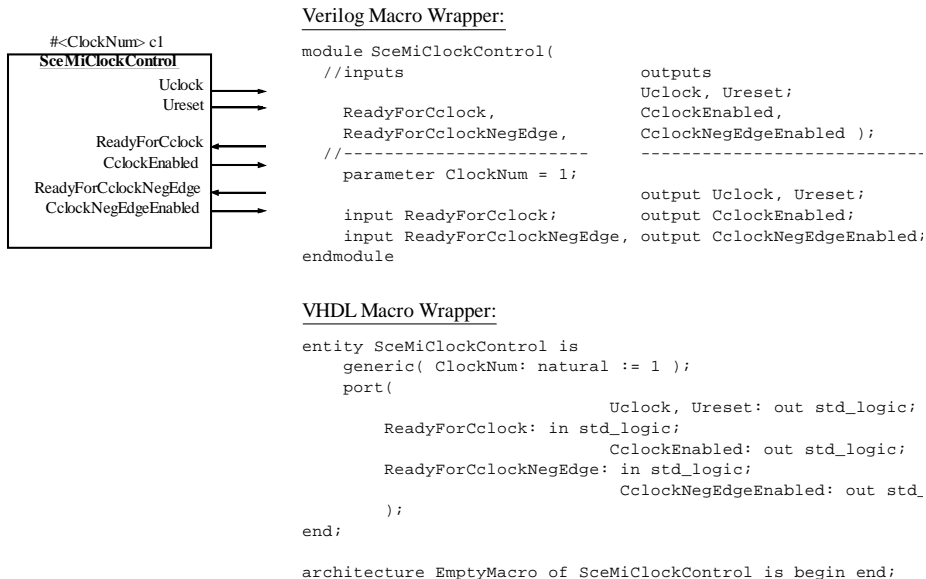 #<ClockNum> c1
SceMiClockControl
Uclock
Ureset
ReadyForCclock
CclockEnabled
ReadyForCclockNegEdge
CclockNegEdgeEnabled
Verilog Macro Wrapper:
module SceMiClockControl(
//inputs outputs
Uclock, Ureset;
ReadyForCclock, CclockEnabled,
ReadyForCclockNegEdge, CclockNegEdgeEnabled );
//------------------------ ----------------------------
parameter ClockNum = 1;
output Uclock, Ureset;
input ReadyForCclock; output CclockEnabled;
input ReadyForCclockNegEdge, output CclockNegEdgeEnabled;
endmodule
VHDL Macro Wrapper:
entity SceMiClockControl is
generic( ClockNum: natural := 1 );
port(
Uclock, Ureset: out std_logic;
ReadyForCclock: in std_logic;
CclockEnabled: out std_logic;
ReadyForCclockNegEdge: in std_logic;
CclockNegEdgeEnabled: out std_
);
end;
architecture EmptyMacro of SceMiClockControl is begin end;